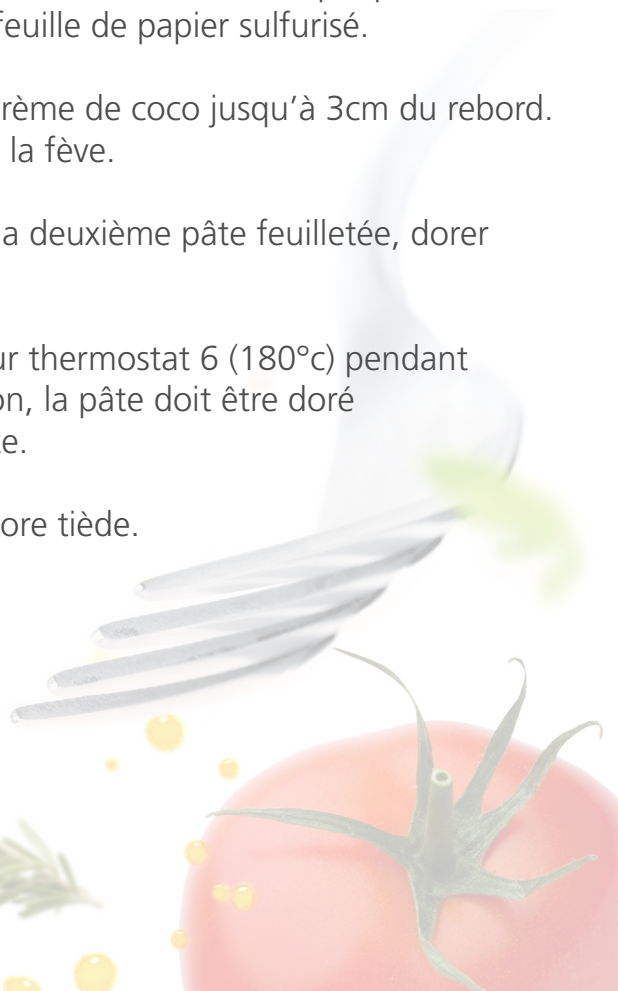 feuille de papier sulfurisé.
rème de coco jusqu’à 3cm du rebord.
la fève.
a deuxième pâte feuilletée, dorer
ur thermostat 6 (180°c) pendant
on, la pâte doit être doré
te.
ore tiède.